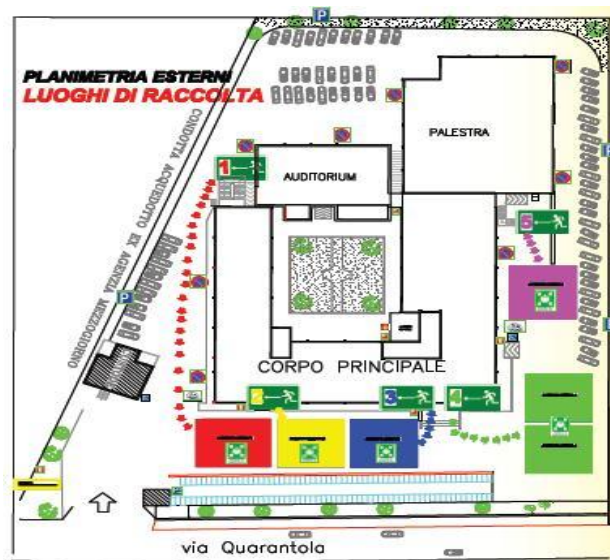 P
PLANIMETRIA ESTERNI
LUOGHI DI RACCOLTA
PALESTRA
1
AUDITORIUM
CONDOTTA ACQUEDOTTO EX AGENZIA MEZZOGIORNO
5
P
CORPO PRINCIPALE
2
3
4
via Quarantola